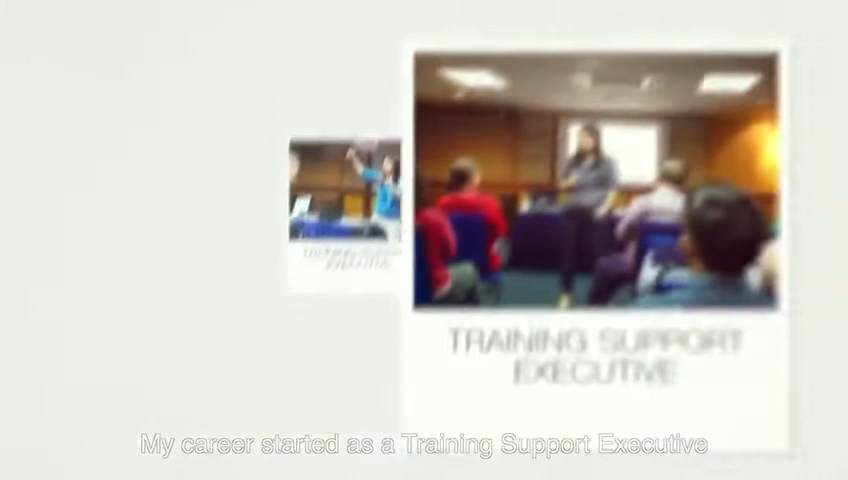 TRAINING SUPPORT
EXECUTIVE
My career started as a Training Support Executive